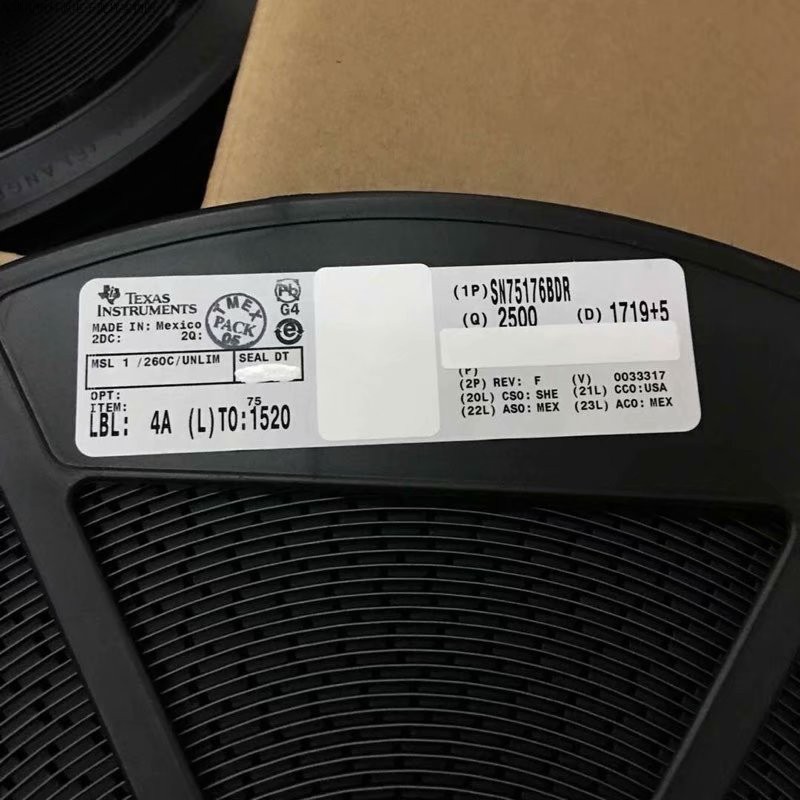 TEXAS
INSTRUMENTS
MADE IN: Mexico
2DC: 2Q:
TMEX
PACK
05
Pb
G4
e
MSL 1 /260C/UNLIM
SEAL DT
OPT:
ITEM: 75
LBL: 4A (L)TO:1520
(1P)SN75176BDR
(Q) 2500 (D) 1719+5
(P)
(2P) REV: F (V) 0033317
(20L) CSO: SHE (21L) CCO:USA
(22L) ASO: MEX (23L) ACO: MEX